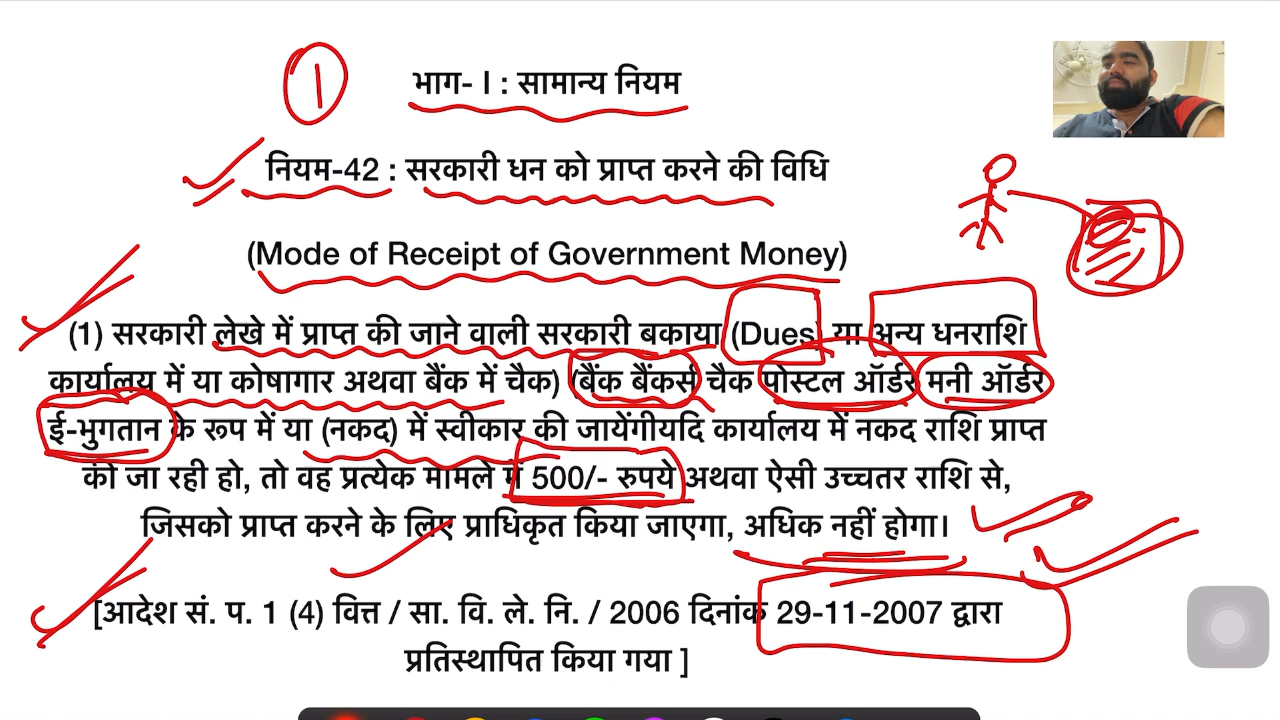 भाग- I : सामान्य नियम
नियम-42 : सरकारी धन को प्राप्त करने की विधि
(Mode of Receipt of Government Money)
(1) सरकारी लेखे में प्राप्त की जाने वाली सरकारी बकाया (Dues) या अन्य धनराशि
कार्यालय में या कोषागार अथवा बैंक में चैक) (बैंक बैंकर्स चैक पोस्टल ऑर्डर मनी ऑर्डर
ई-भुगतान के रूप में या (नकद) में स्वीकार की जायेंगीयदि कार्यालय में नकद राशि प्राप्त
की जा रही हो, तो वह प्रत्येक मामले में 500/- रुपये अथवा ऐसी उच्चतर राशि से,
जिसको प्राप्त करने के लिए प्राधिकृत किया जाएगा, अधिक नहीं होगा।
[आदेश सं. प. 1 (4) वित्त / सा. वि. ले. नि. / 2006 दिनांक 29-11-2007 द्वारा
प्रतिस्थापित किया गया ]